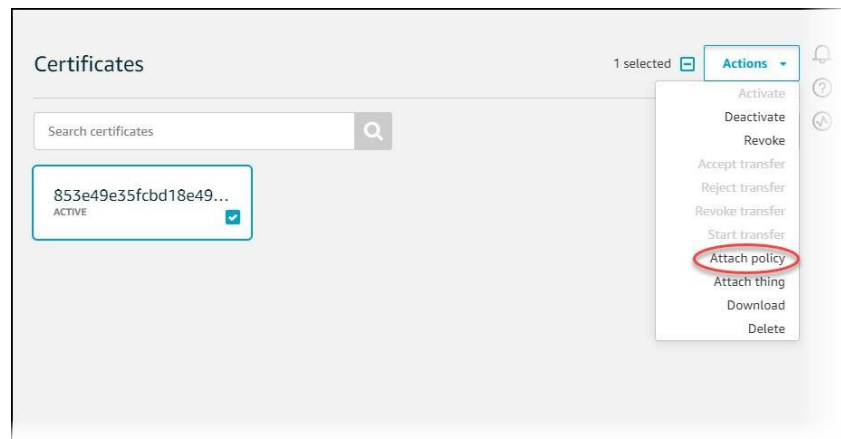 Certificates
1 selected
Actions
Activate
Deactivate
Revoke
Accept transfer
Reject transfer
Revoke transfer
Start transfer
Attach policy
Attach thing
Download
Delete
Search certificates
853e49e35fcbd18e49...
ACTIVE